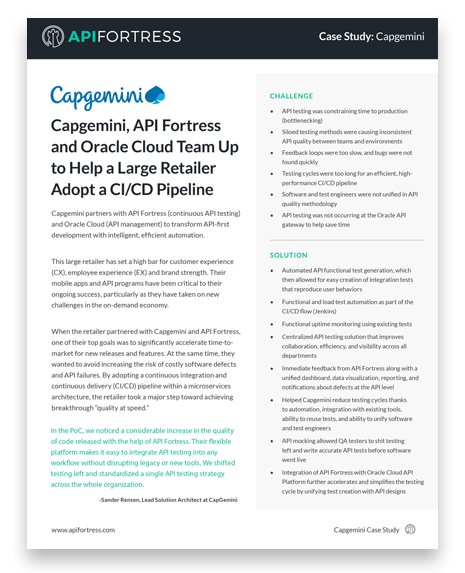 APIFORTRESS
Case Study: Capgemini
Capgemini
Capgemini, API Fortress
and Oracle Cloud Team Up
to Help a Large Retailer
Adopt a CI/CD Pipeline
Capgemini partners with API Fortress (continuous API testing)
and Oracle Cloud (API management) to transform API-first
development with intelligent, efficient automation.
This large retailer has set a high bar for customer experience
(CX), employee experience (EX) and brand strength. Their
mobile apps and API programs have been critical to their
ongoing success, particularly as they have taken on new
challenges in the on-demand economy.
When the retailer partnered with Capgemini and API Fortress,
one of their top goals was to significantly accelerate time-to-
market for new releases and features. At the same time, they
wanted to avoid increasing the risk of costly software defects
and API failures. By adopting a continuous integration and
continuous delivery (CI/CD) pipeline within a microservices
architecture, the retailer took a major step toward achieving
breakthrough "quality at speed."
In the PoC, we noticed a considerable increase in the quality
of code released with the help of API Fortress. Their flexible
platform makes it easy to integrate API testing into any
workflow without disrupting legacy or new tools. We shifted
testing left and standardized a single API testing strategy
across the whole organization.
-Sander Rensen, Lead Solution Architect at CapGemini
CHALLENGE
• API testing was constraining time to production
(bottlenecking)
• Siloed testing methods were causing inconsistent
API quality between teams and environments
• Feedback loops were too slow, and bugs were not
found quickly
• Testing cycles were too long for an efficient, high-
performance CI/CD pipeline
• Software and test engineers were not unified in API
quality methodology
• API testing was not occurring at the Oracle API
gateway to help save time
SOLUTION
• Automated API functional test generation, which
then allowed for easy creation of integration tests
that reproduce user behaviors
• Functional and load test automation as part of the
CI/CD flow (Jenkins)
• Functional uptime monitoring using existing tests
• Centralized API testing solution that improves
collaboration, efficiency, and visibility across all
departments
• Immediate feedback from API Fortress along with a
unified dashboard, data visualization, reporting, and
notifications about defects at the API level
• Helped Capgemini reduce testing cycles thanks
to automation, integration with existing tools,
ability to reuse tests, and ability to unify software
and test engineers
• API mocking allowed QA testers to shit testing
left and write accurate API tests before software
went live
• Integration of API Fortress with Oracle Cloud API
Platform further accelerates and simplifies the testing
cycle by unifying test creation with API designs
www.apifortress.com
Capgemini Case Study